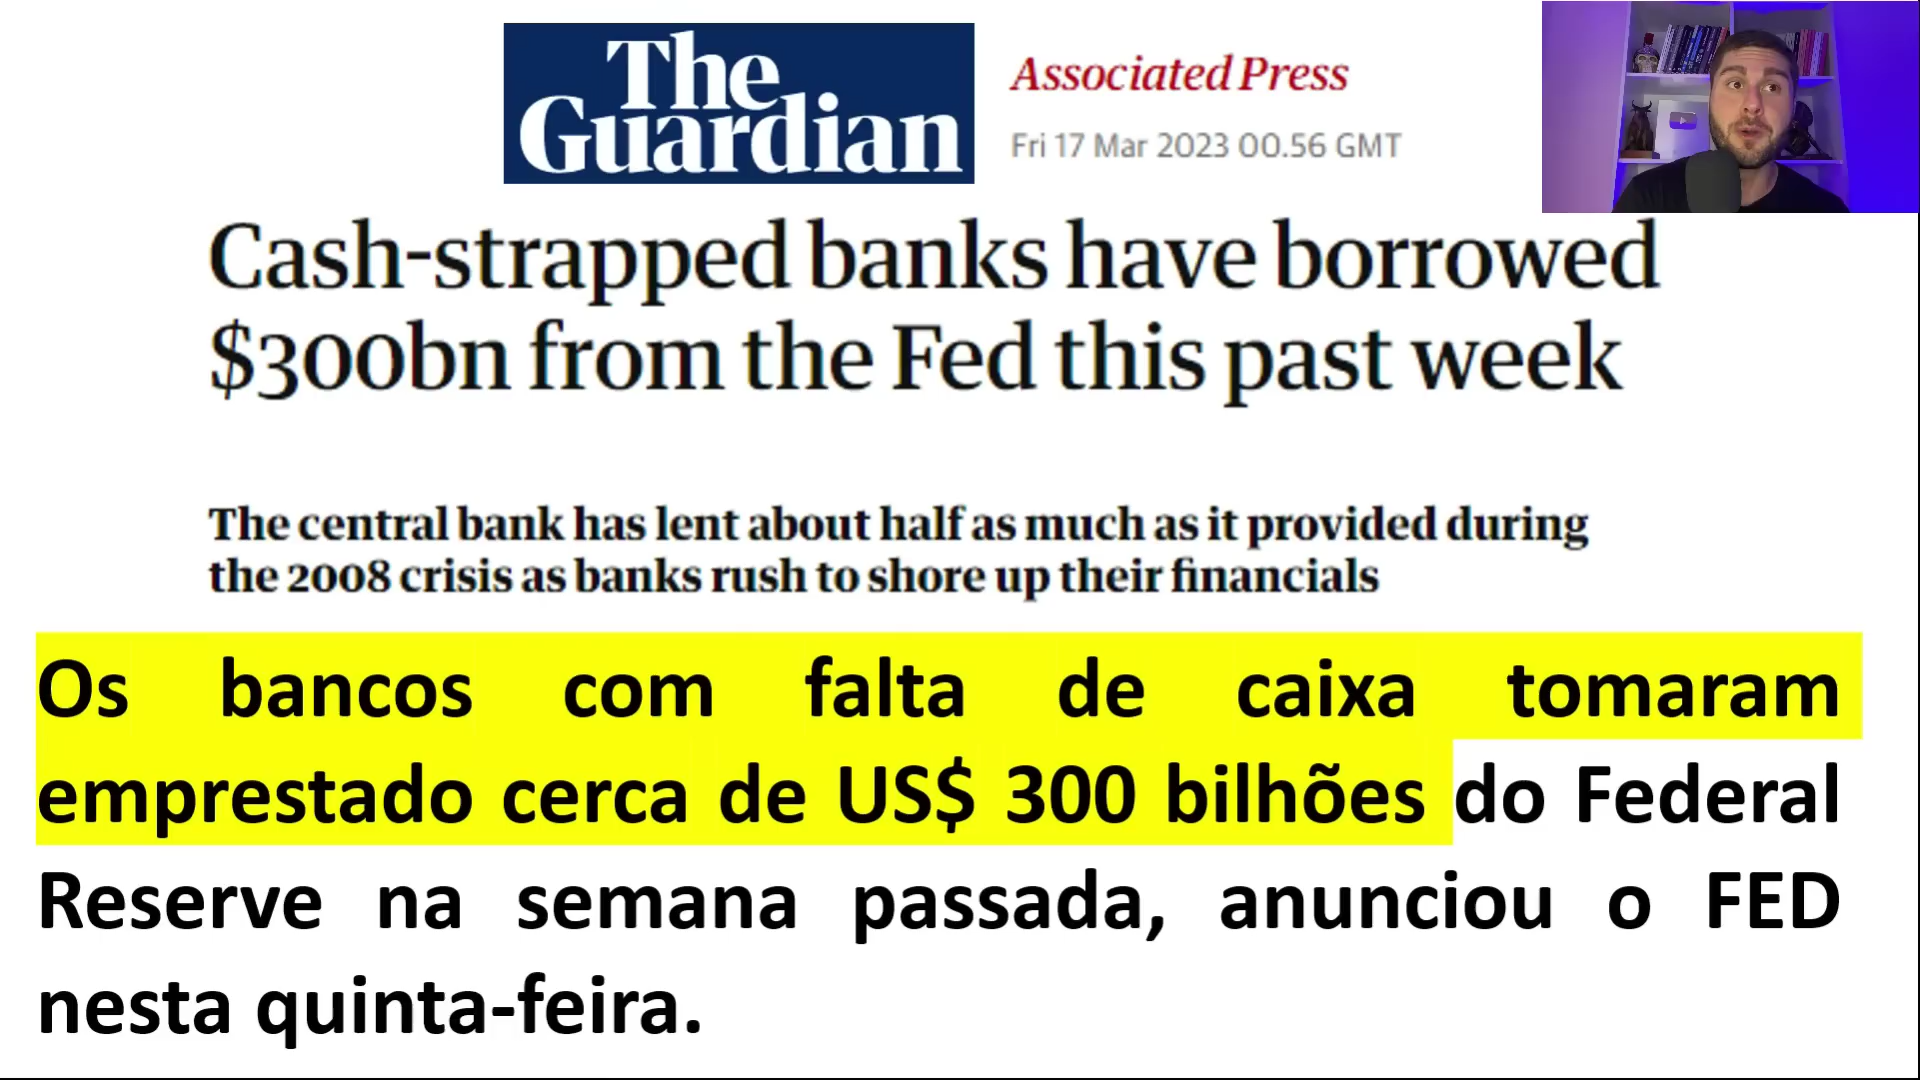 The
Guardian
Associated Press
Fri 17 Mar 2023 00.56 GMT
Cash-strapped banks have borrowed
$300bn from the Fed this past week
The central bank has lent about half as much as it provided during
the 2008 crisis as banks rush to shore up their financials
Os bancos com falta de caixa tomaram
emprestado cerca de US$ 300 bilhões do Federal
Reserve na semana passada, anunciou o FED
nesta quinta-feira.